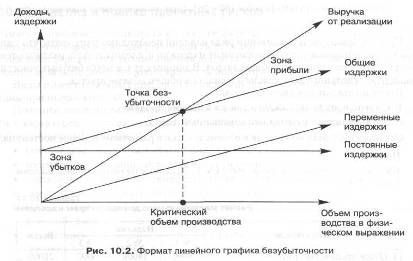 Доходы,
издержки
Выручка
от реализации
Зона
прибыли
Общие
издержки
Точка без-
убыточности
Переменные
издержки
Зона
убытков
Постоянные
издержки
Критический
объем производства
Объем произ-
водства в физи-
ческом выражении
Рис. 10.2. Формат линейного графика безубыточности